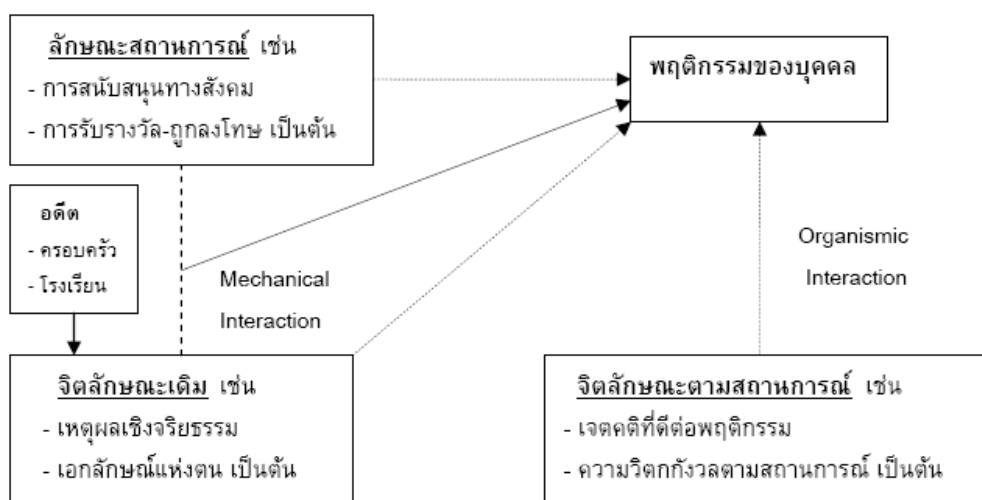 ลักษณะสถานการณ์ เช่น
- การสนับสนุนทางสังคม
- การรับรางวัล-ถูกลงโทษ เป็นต้น
พฤติกรรมของบุคคล
อดีต
- ครอบครัว
- โรงเรียน
Mechanical
Interaction
Organismic
Interaction
จิตลักษณะเดิม เช่น
- เหตุผลเชิงจริยธรรม
- เอกลักษณ์แห่งตน เป็นต้น
จิตลักษณะตามสถานการณ์ เช่น
- เจตคติที่ดีต่อพฤติกรรม
- ความวิตกกังวลตามสถานการณ์ เป็นต้น